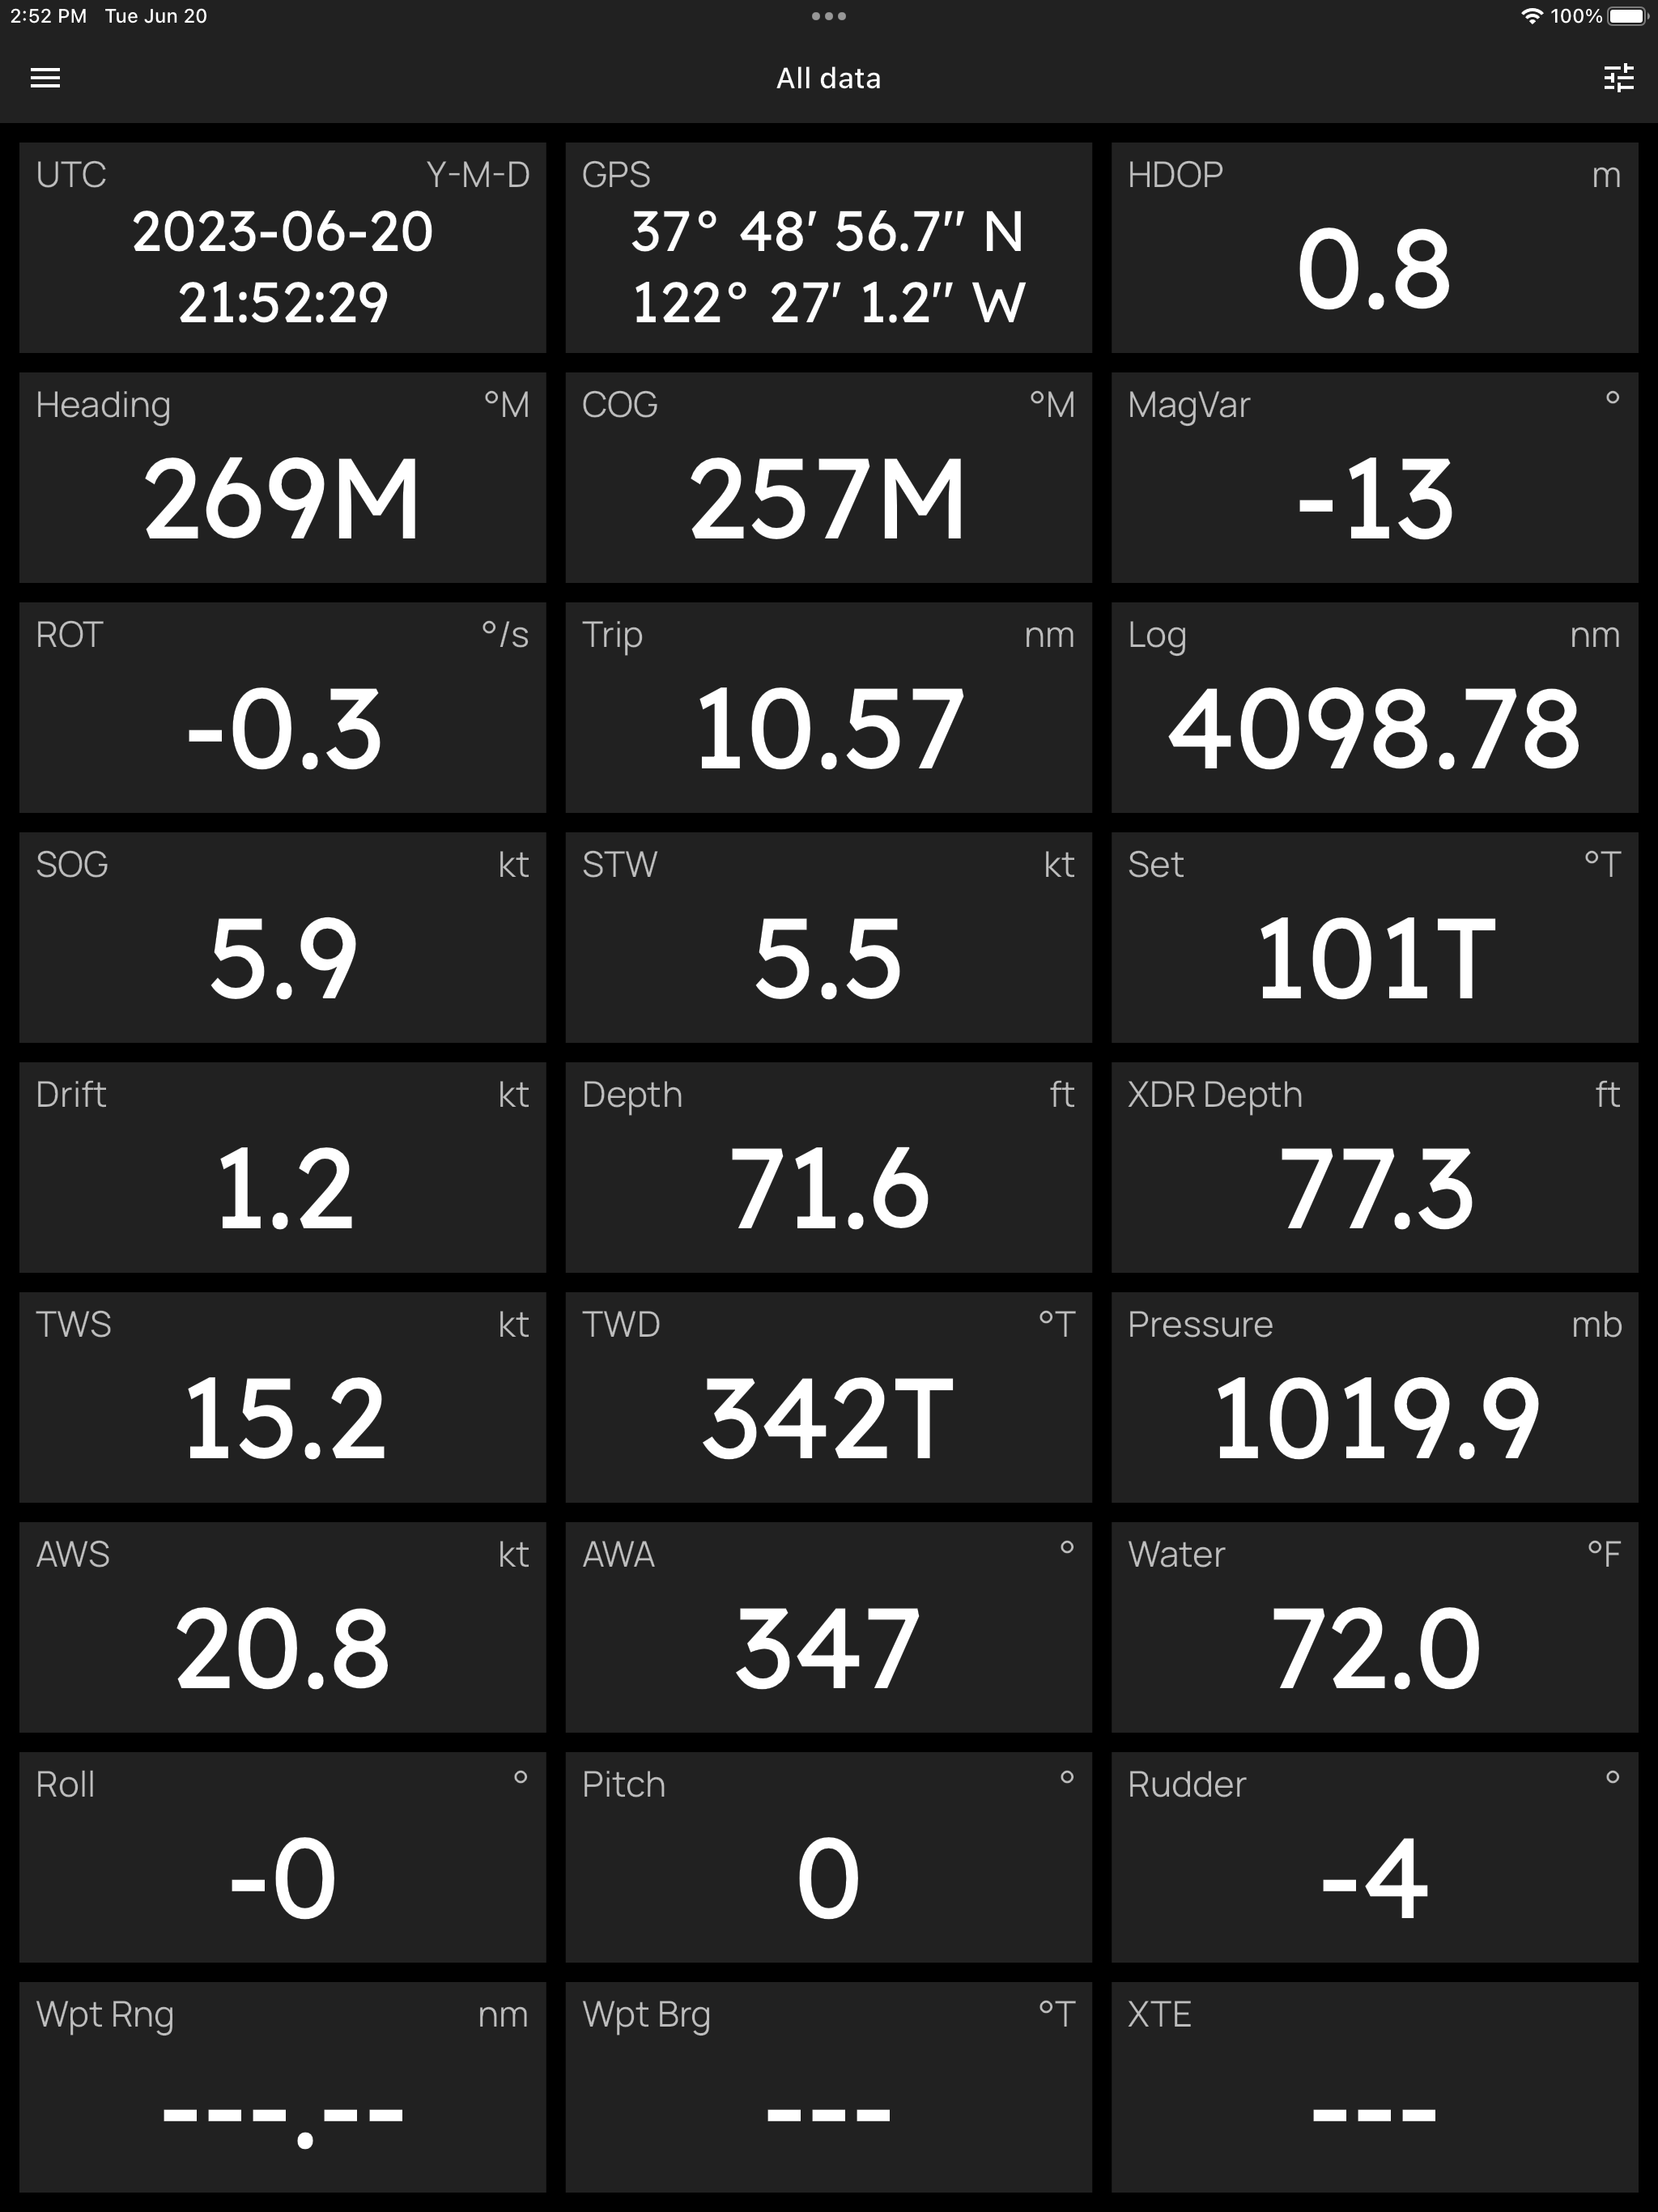 2:52 PM Tue Jun 20 100%
All data
UTC Y-M-D
2023-06-20
21:52:29
GPS
37° 48′ 56.7″ N
122° 27′ 1.2″ W
HDOP m
0.8
Heading °M
269M
COG °M
257M
MagVar °
-13
ROT °/s
-0.3
Trip nm
10.57
Log nm
4098.78
SOG kt
5.9
STW kt
5.5
Set °T
101T
Drift kt
1.2
Depth ft
71.6
XDR Depth ft
77.3
TWS kt
15.2
TWD °T
342T
Pressure mb
1019.9
AWS kt
20.8
AWA °
347
Water °F
72.0
Roll °
-0
Pitch °
0
Rudder °
-4
Wpt Rng nm
---.--
Wpt Brg °T
---
XTE
---